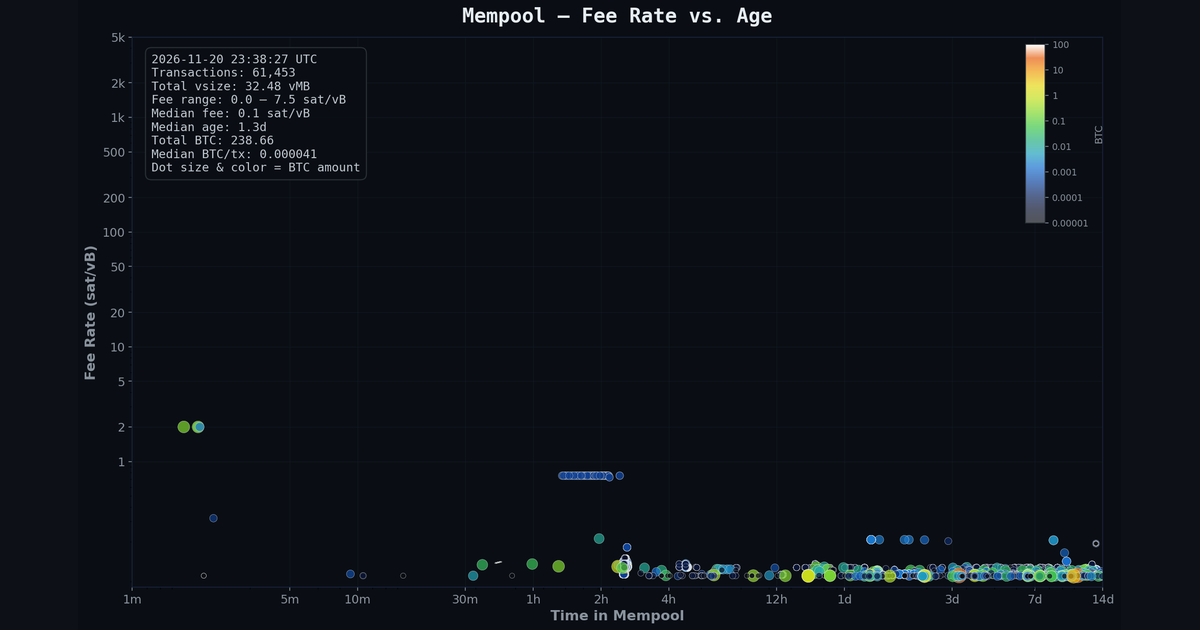 Mempool — Fee Rate vs. Age
5k
2k
1k
500
200
100
50
20
10
5
2
1
Fee Rate (sat/vB)
2026-11-20 23:38:27 UTC
Transactions: 61,453
Total vsize: 32.48 vMB
Fee range: 0.0 – 7.5 sat/vB
Median fee: 0.1 sat/vB
Median age: 1.3d
Total BTC: 238.66
Median BTC/tx: 0.000041
Dot size & color = BTC amount
100
10
1
0.1
0.01
0.001
0.0001
0.00001
BTC
1m 5m 10m 30m 1h 2h 4h 12h 1d 3d 7d 14d
Time in Mempool